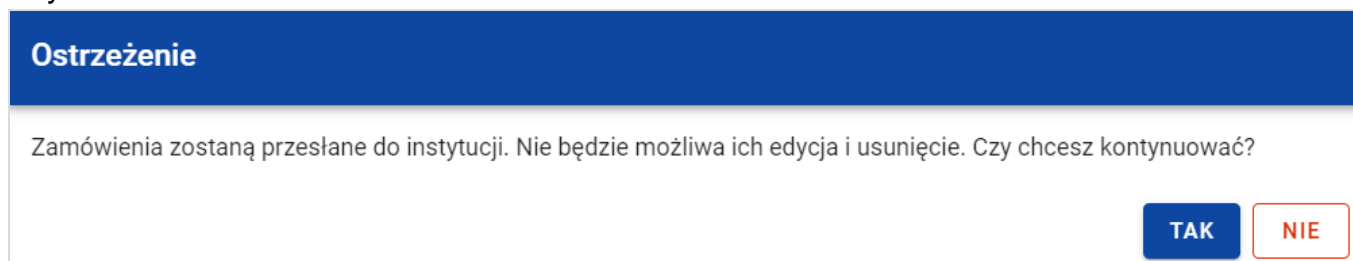 Ostrzeżenie
Zamówienia zostaną przesłane do instytucji. Nie będzie możliwa ich edycja i usunięcie. Czy chcesz kontynuować?
TAK NIE